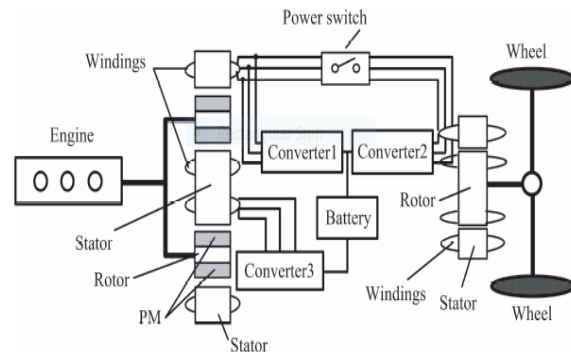 Power switch
Wheel
Windings
Engine
Converter1
Converter2
Rotor
Battery
Stator
Rotor
Converter3
Windings
Stator
PM
Stator
Wheel